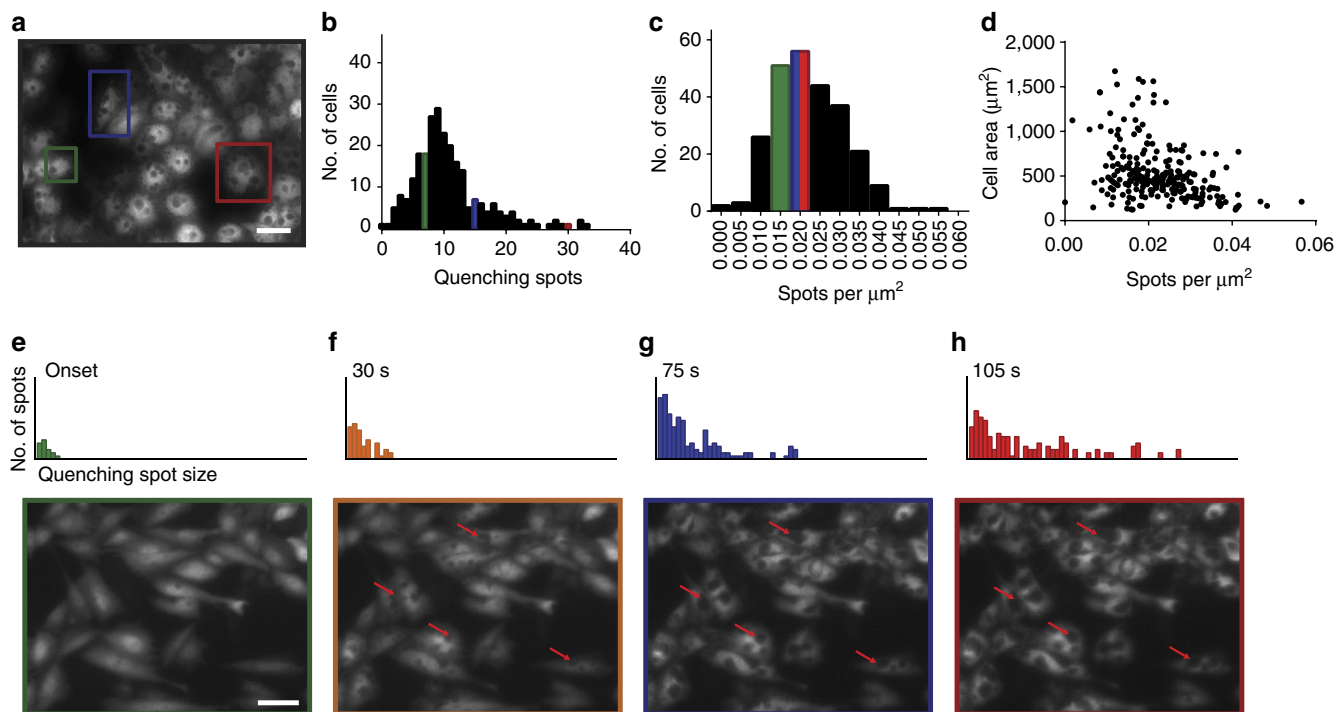 a
b
c
d
No. of cells
40
30
20
10
0
0
10
20
30
40
Quenching spots
No. of cells
60
40
20
0
0.000
0.005
0.010
0.015
0.020
0.025
0.030
0.035
0.040
0.045
0.050
0.055
0.060
Spots per μm²
Cell area (μm²)
2,000
1,500
1,000
500
0
0.00
0.02
0.04
0.06
Spots per μm²
e
f
g
h
Onset
30 s
75 s
105 s
No. of spots
Quenching spot size